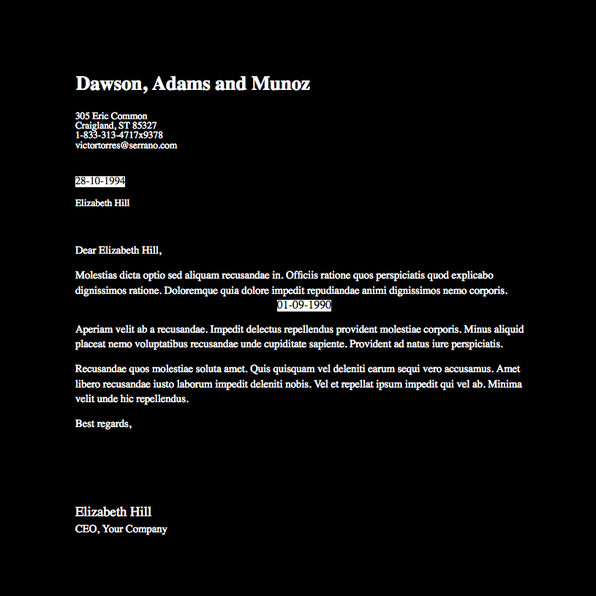 Dawson, Adams and Munoz
305 Eric Common
Craigland, ST 85327
1-833-313-4717x9378
victortorres@serrano.com
28-10-1994
Elizabeth Hill
Dear Elizabeth Hill,
Molestias dicta optio sed aliquam recusandae in. Officiis ratione quos perspiciatis quod explicabo
dignissimos ratione. Doloremque quia dolore impedit repudiandae animi dignissimos nemo corporis.
01-09-1990
Aperiam velit ab a recusandae. Impedit delectus repellendus provident molestiae corporis. Minus aliquid
placeat nemo voluptatibus recusandae unde cupiditate sapiente. Provident ad natus iure perspiciatis.
Recusandae quos molestiae soluta amet. Quis quisquam vel deleniti earum sequi vero accusamus. Amet
libero recusandae iusto laborum impedit deleniti nobis. Vel et repellat ipsum impedit qui vel ab. Minima
velit unde hic repellendus.
Best regards,
Elizabeth Hill
CEO, Your Company